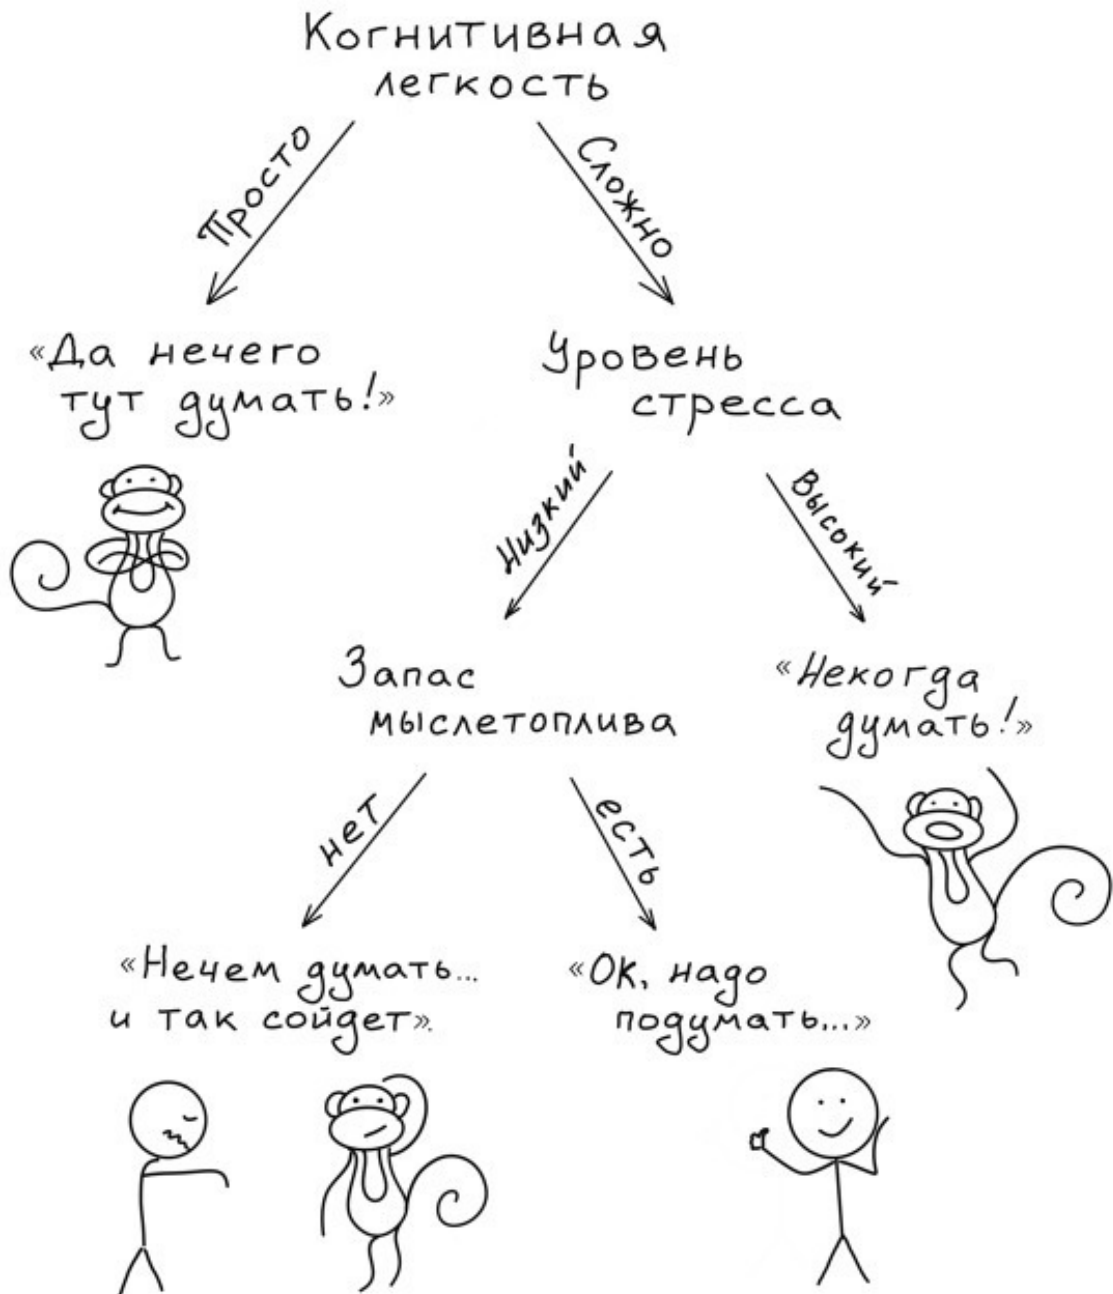 Когнитивная
легкость
Просто
Сложно
«Да нечего
тут думать!»
Уровень
стресса
Низкий
Высокий
Запас
мыслетоплива
«Некогда
думать!»
нет
есть
«Нечем думать...
и так сойдет».
«ОК, надо
подумать...»